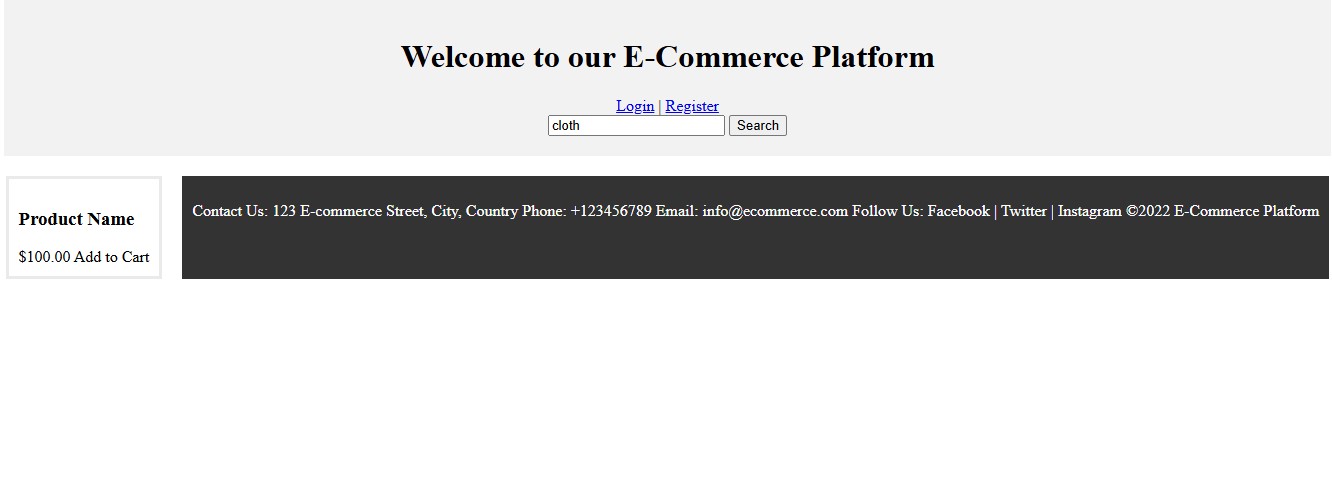 Welcome to our E-Commerce Platform
Login | Register
cloth Search
Product Name
$100.00 Add to Cart
Contact Us: 123 E-commerce Street, City, Country Phone: +123456789 Email: info@ecommerce.com Follow Us: Facebook | Twitter | Instagram ©2022 E-Commerce Platform